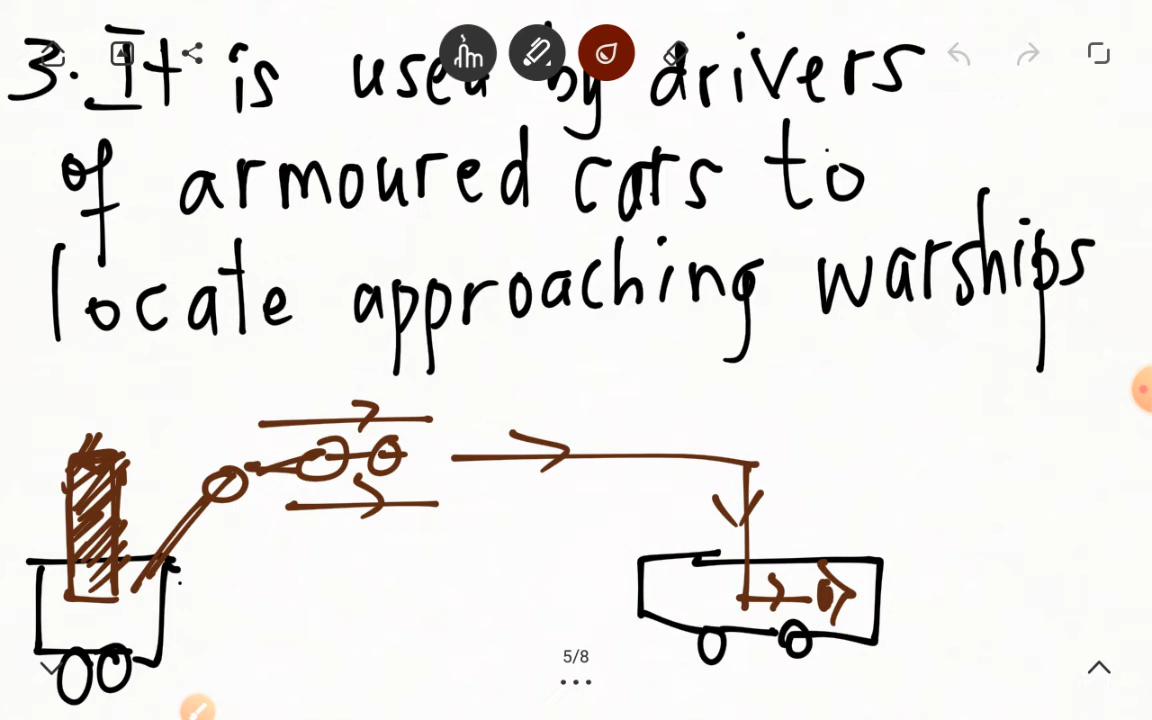 3. It is used by drivers
of armoured cars to
locate approaching warships
5/8